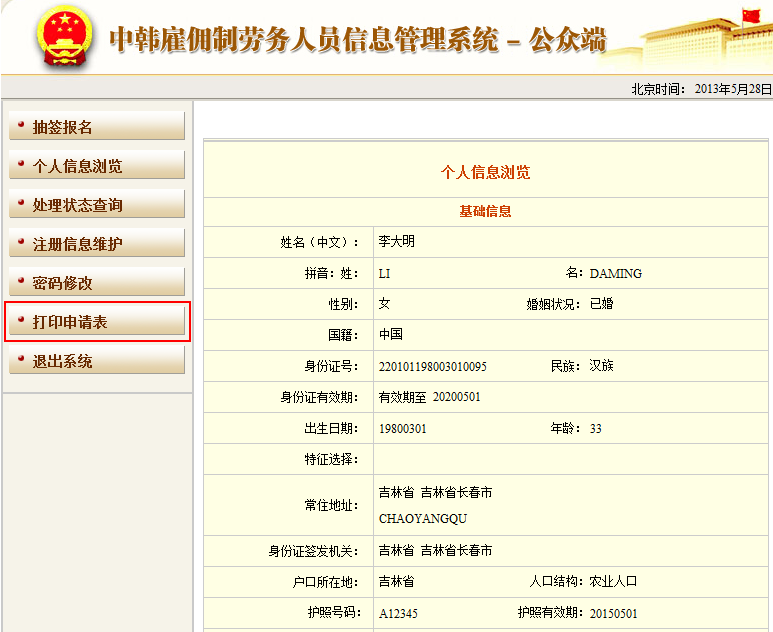 中韩雇佣制劳务人员信息管理系统 - 公众端
北京时间： 2013年5月28日
抽签报名
个人信息浏览
处理状态查询
注册信息维护
密码修改
打印申请表
退出系统
个人信息浏览
基础信息
姓名（中文）： 李大明
拼音：姓： LI 名： DAMING
性别： 女 婚姻状况： 已婚
国籍： 中国
身份证号： 220101198003010095 民族： 汉族
身份证有效期： 有效期至 20200501
出生日期： 19800301 年龄： 33
特征选择：
常住地址： 吉林省 吉林省长春市
CHAOYANGQU
身份证签发机关： 吉林省 吉林省长春市
户口所在地： 吉林省 人口结构： 农业人口
护照号码： A12345 护照有效期： 20150501